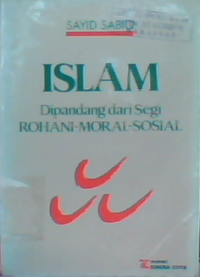 SAYID SABIQ
ISLAM
Dipandang dari Segi
ROHANI-MORAL-SOSIAL